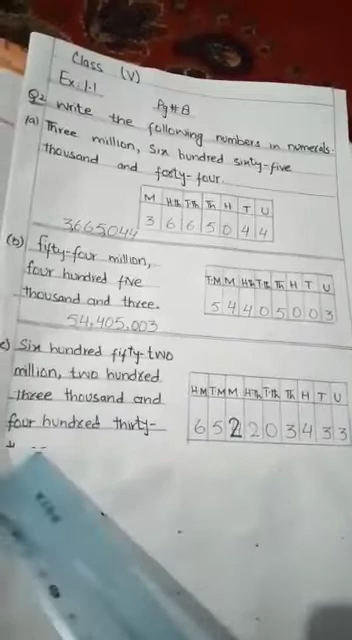 Class (V)
Ex: 1.1
Pg# 8
Q2 Write the following numbers in numerals.
(a) Three million, six hundred sixty-five
thousand and forty-four.
M H.th T.th Th H T U
3 6 6 5 0 4 4
3665044
(b) fifty-four million,
four hundred five
thousand and three.
T.M M H.th T.th Th H T U
5 4 4 0 5 0 0 3
54,405,003
c) Six hundred fifty two
million, two hundred
three thousand and
four hundred thirty-
H.M T.M M H.th T.th Th H T U
6 5 2 2 0 3 4 3 3